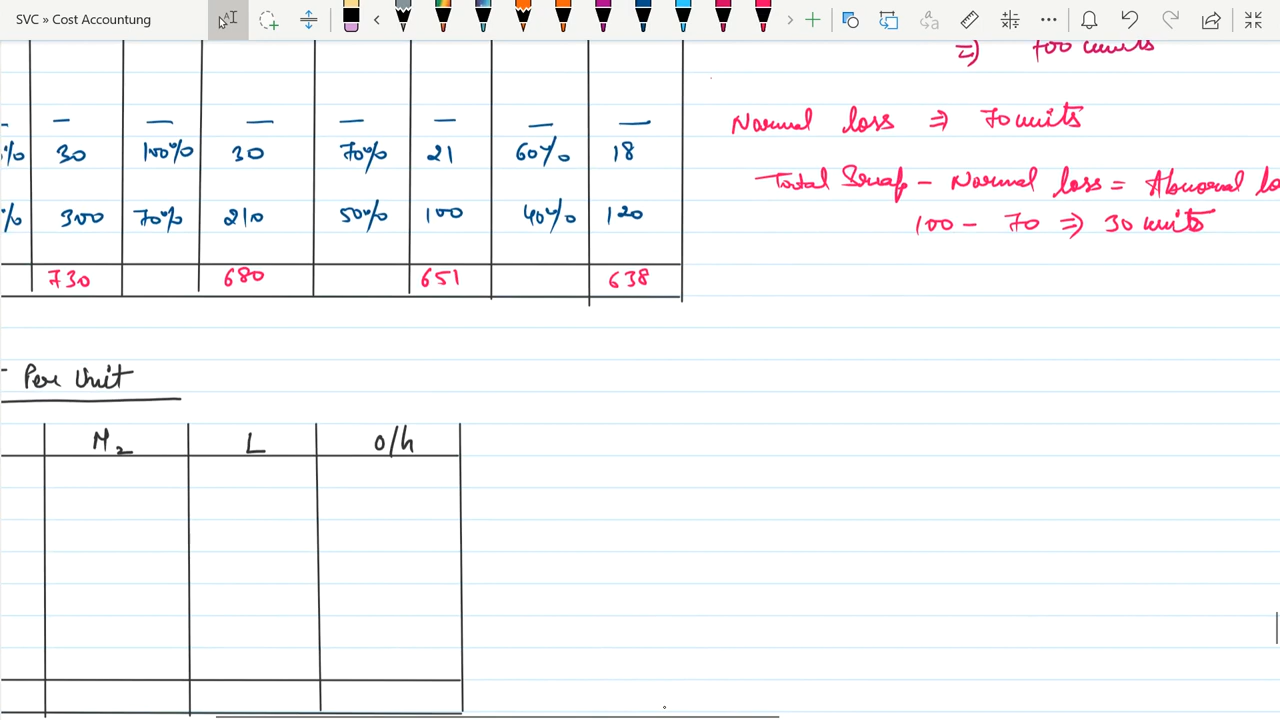 SVC » Cost Accountung
⇒ 700 units
— — — — — — —
% 30 100% 30 70% 21 60% 18
% 300 70% 210 50% 100 40% 120
730 680 651 638
Normal loss ⇒ 70 units
Total Scrap - Normal loss = Abnormal lo
100 - 70 ⇒ 30 units
Per Unit
M2 L o/h